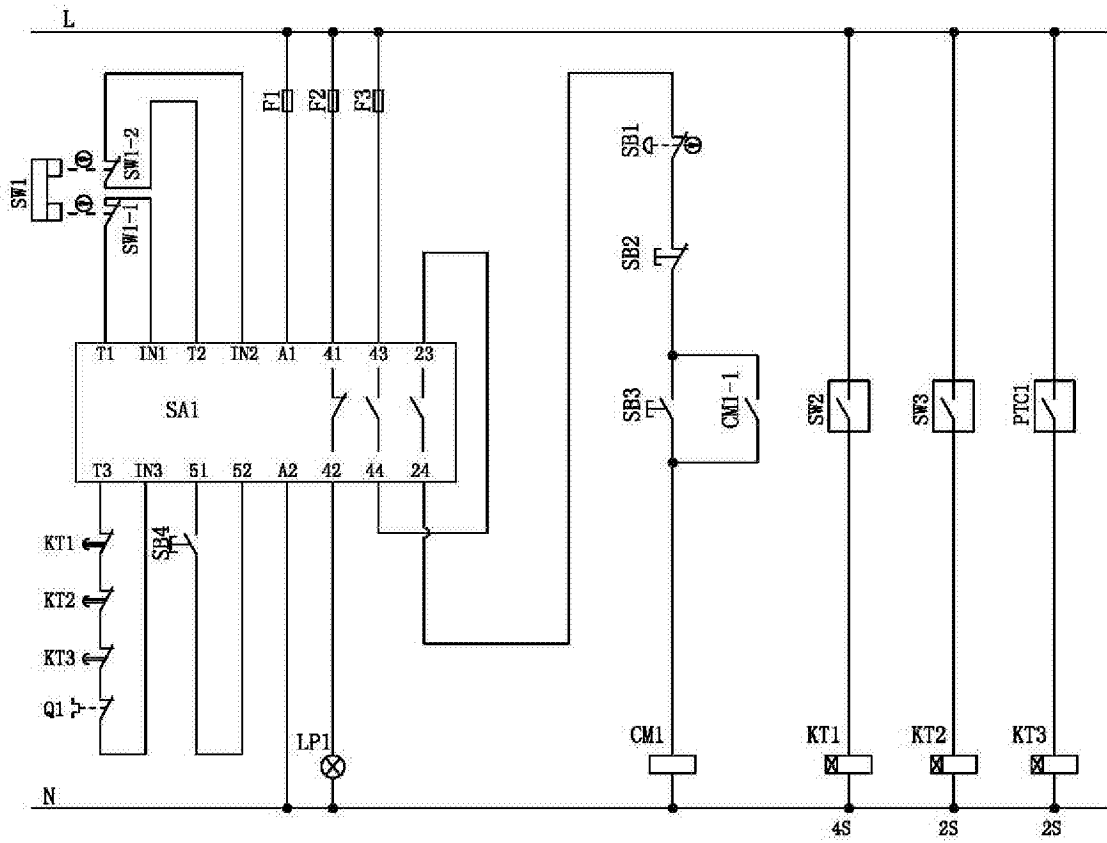 L
F1 F2 F3
SW1
SW1-2
SW1-1
SB1
SB2
T1 IN1 T2 IN2 A1 41 43 23
SA1
SB3
CM1-1
SW2
SW3
PTC1
T3 IN3 51 52 A2 42 44 24
KT1
SB4
KT2
KT3
Q1
LP1
CM1
KT1
KT2
KT3
N
4S 2S 2S